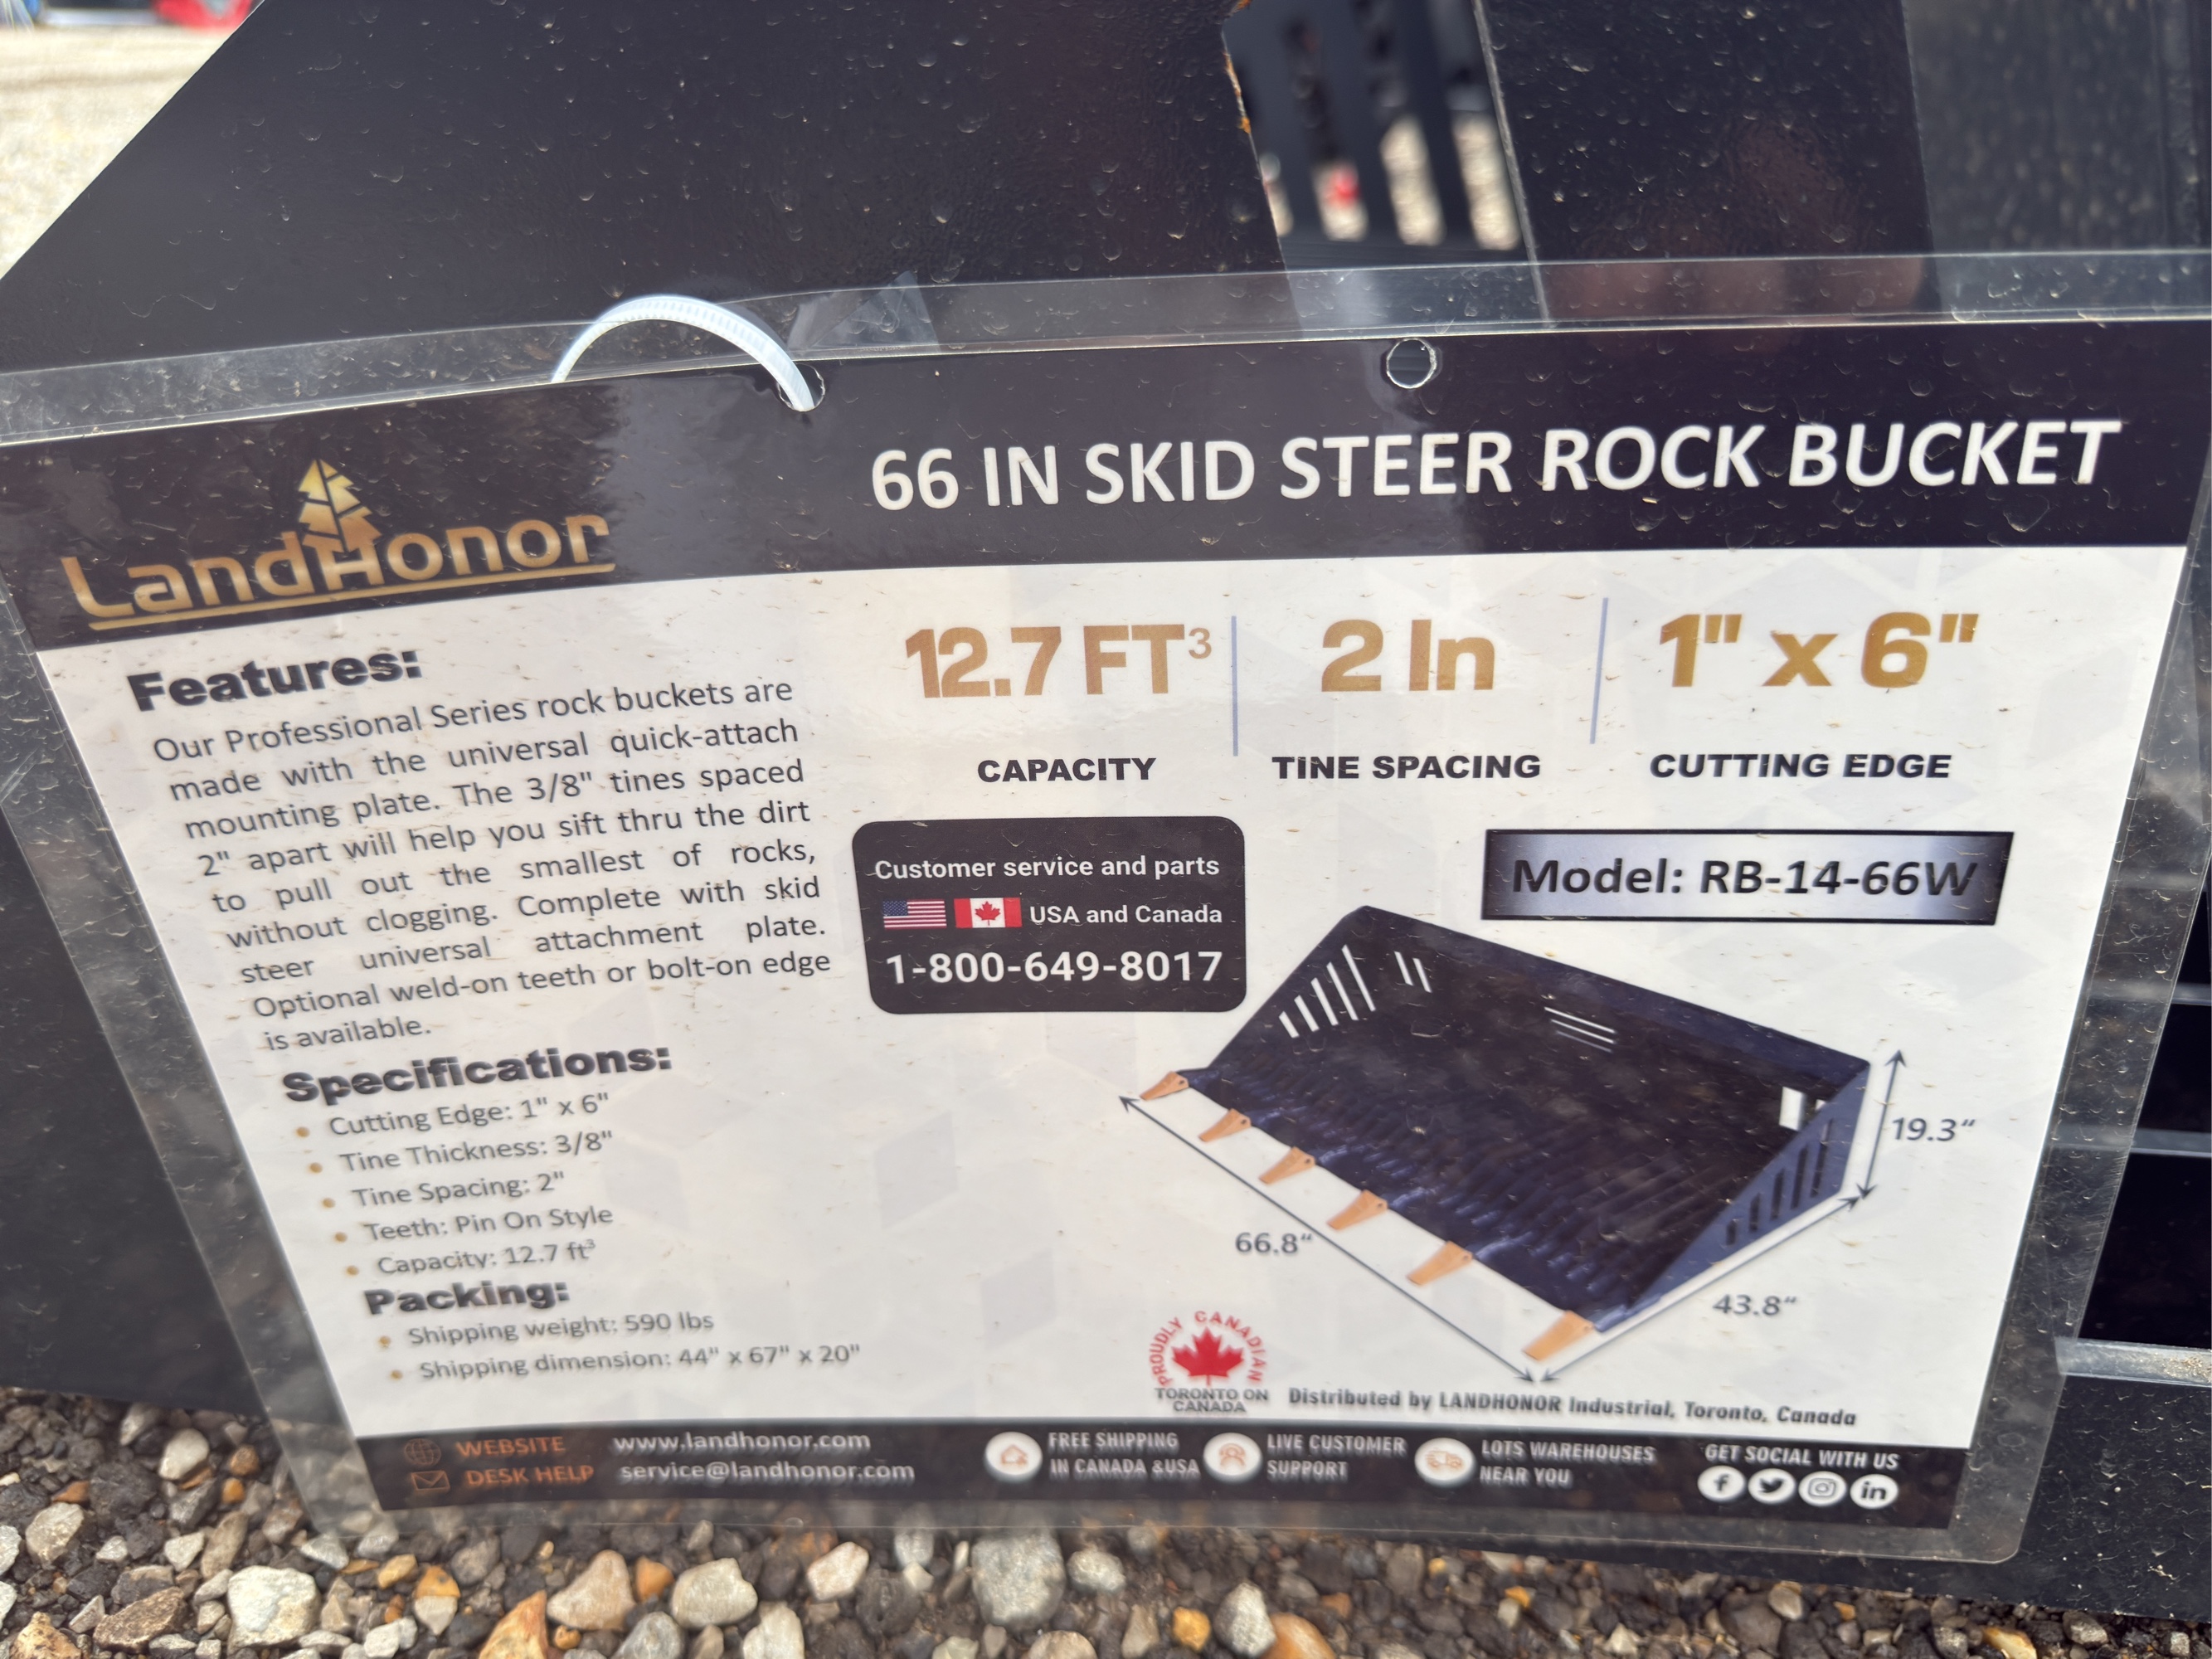 LandHonor
66 IN SKID STEER ROCK BUCKET
Features:
Our Professional Series rock buckets are
made with the universal quick-attach
mounting plate. The 3/8" tines spaced
2" apart will help you sift thru the dirt
to pull out the smallest of rocks,
without clogging. Complete with skid
steer universal attachment plate.
Optional weld-on teeth or bolt-on edge
is available.
Specifications:
Cutting Edge: 1" x 6"
Tine Thickness: 3/8"
Tine Spacing: 2"
Teeth: Pin On Style
Capacity: 12.7 ft³
Packing:
Shipping weight: 590 lbs
Shipping dimension: 44" x 67" x 20"
12.7 FT³
CAPACITY
2 In
TINE SPACING
1" x 6"
CUTTING EDGE
Customer service and parts
USA and Canada
1-800-649-8017
Model: RB-14-66W
19.3"
66.8"
43.8"
PROUDLY CANADIAN
TORONTO ON
CANADA
Distributed by LANDHONOR Industrial, Toronto, Canada
WEBSITE www.landhonor.com
DESK HELP service@landhonor.com
FREE SHIPPING
IN CANADA &USA
LIVE CUSTOMER
SUPPORT
LOTS WAREHOUSES
NEAR YOU
GET SOCIAL WITH US